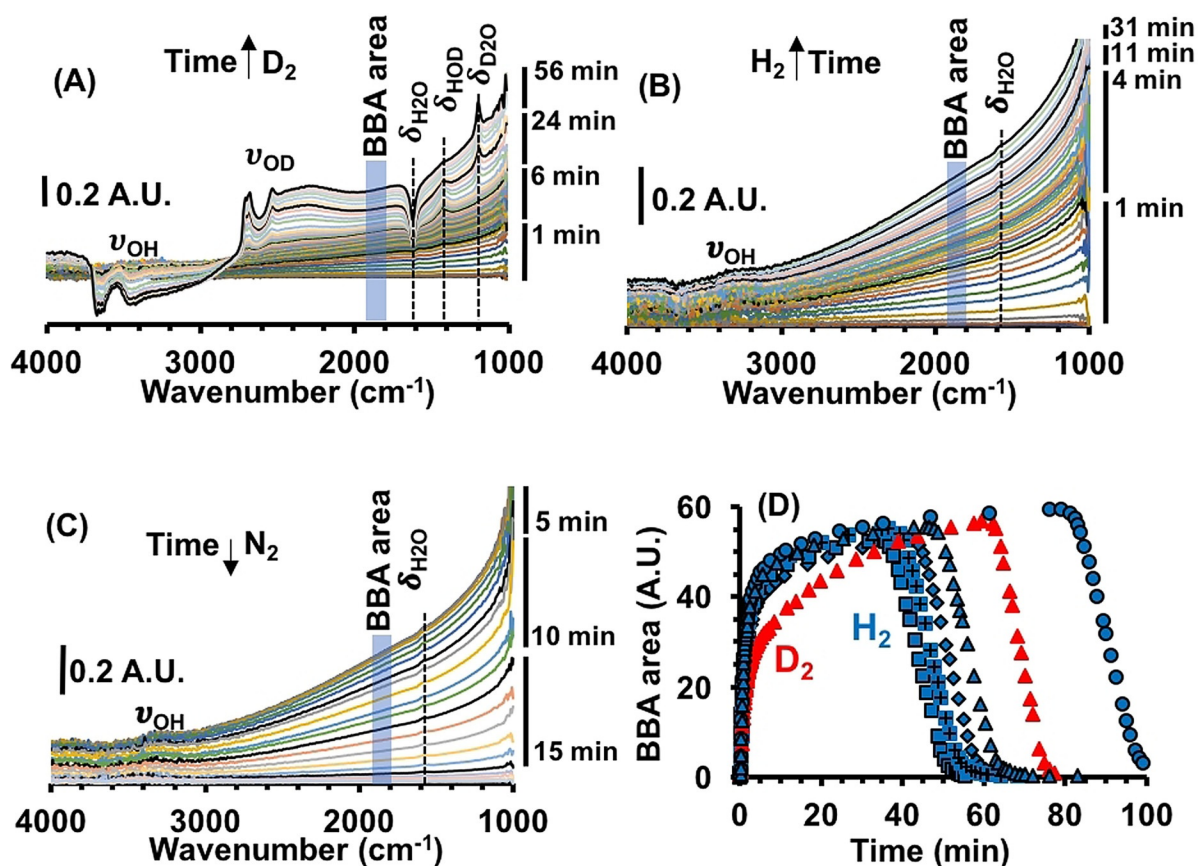 (A)
Time ↑ D₂
BBA area
δH2O
δHOD
δD2O
56 min
24 min
6 min
1 min
υOD
0.2 A.U.
υOH
4000 3000 2000 1000
Wavenumber (cm⁻¹)
(B)
H₂ ↑ Time
BBA area
δH2O
31 min
11 min
4 min
1 min
0.2 A.U.
υOH
4000 3000 2000 1000
Wavenumber (cm⁻¹)
(C)
Time ↓ N₂
BBA area
δH2O
5 min
10 min
15 min
0.2 A.U.
υOH
4000 3000 2000 1000
Wavenumber (cm⁻¹)
(D)
BBA area (A.U.)
60
40
20
0
H₂
D₂
0 20 40 60 80 100
Time (min)